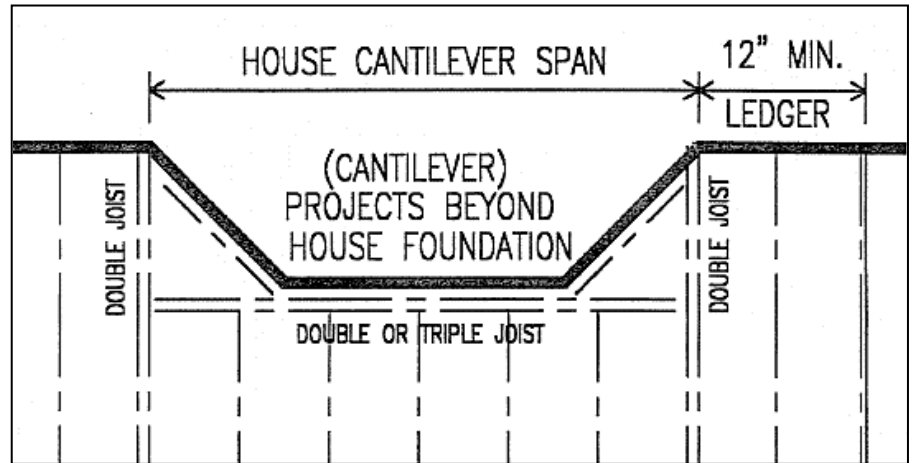 HOUSE CANTILEVER SPAN
12" MIN.
LEDGER
(CANTILEVER)
PROJECTS BEYOND
HOUSE FOUNDATION
DOUBLE JOIST
DOUBLE JOIST
DOUBLE OR TRIPLE JOIST